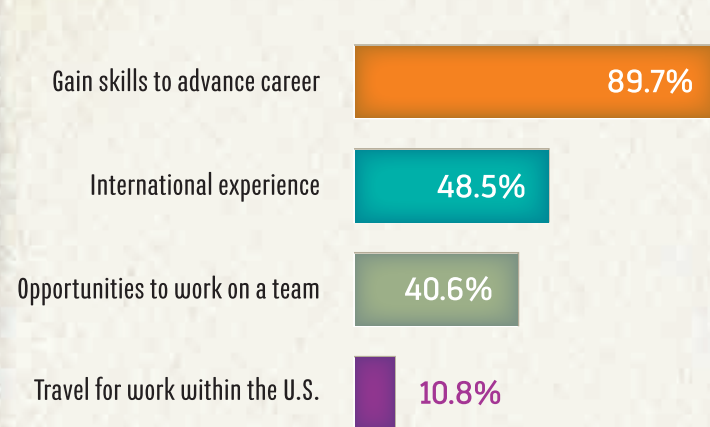 Gain skills to advance career 89.7%
International experience 48.5%
Opportunities to work on a team 40.6%
Travel for work within the U.S. 10.8%